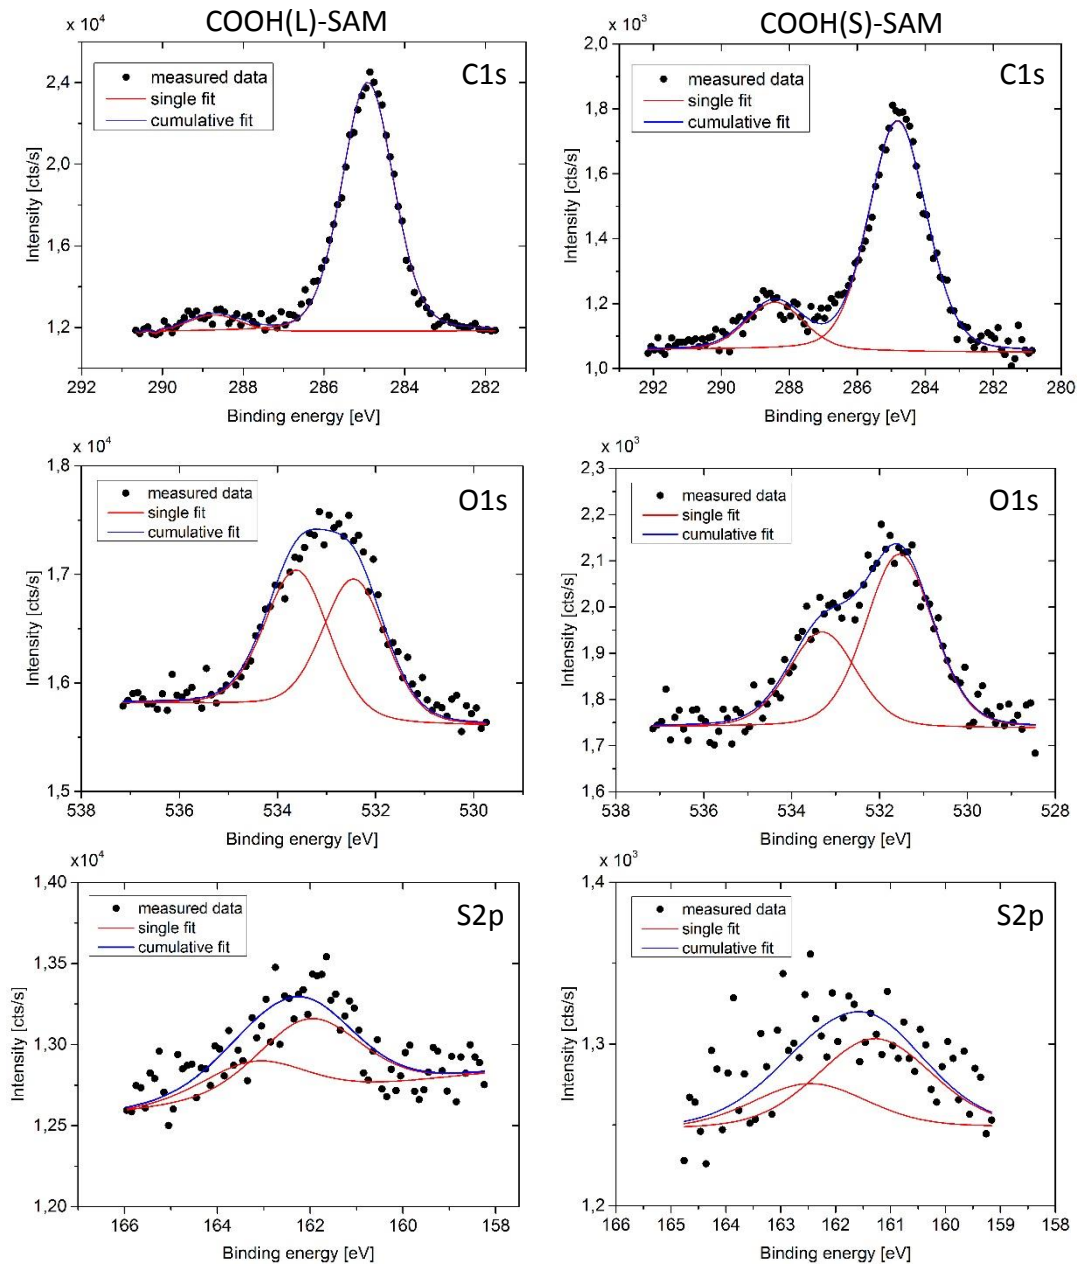 COOH(L)-SAM
COOH(S)-SAM
x 10⁴
C1s
measured data
single fit
cumulative fit
Intensity [cts/s]
2,4
2,0
1,6
1,2
292 290 288 286 284 282
Binding energy [eV]
x 10³
C1s
measured data
single fit
cumulative fit
Intensity [cts/s]
2,0
1,8
1,6
1,4
1,2
1,0
292 290 288 286 284 282 280
Binding energy [eV]
x 10⁴
O1s
measured data
single fit
cumulative fit
Intensity [cts/s]
1,8
1,7
1,6
1,5
538 536 534 532 530
Binding energy [eV]
x 10³
O1s
measured data
single fit
cumulative fit
Intensity [cts/s]
2,3
2,2
2,1
2,0
1,9
1,8
1,7
1,6
538 536 534 532 530 528
Binding energy [eV]
x10⁴
S2p
measured data
single fit
cumulative fit
Intensity [cts/s]
1,40
1,35
1,30
1,25
1,20
166 164 162 160 158
Binding energy [eV]
x 10³
S2p
measured data
single fit
cumulative fit
Intensity [cts/s]
1,4
1,3
1,2
166 165 164 163 162 161 160 159 158
Binding energy [eV]